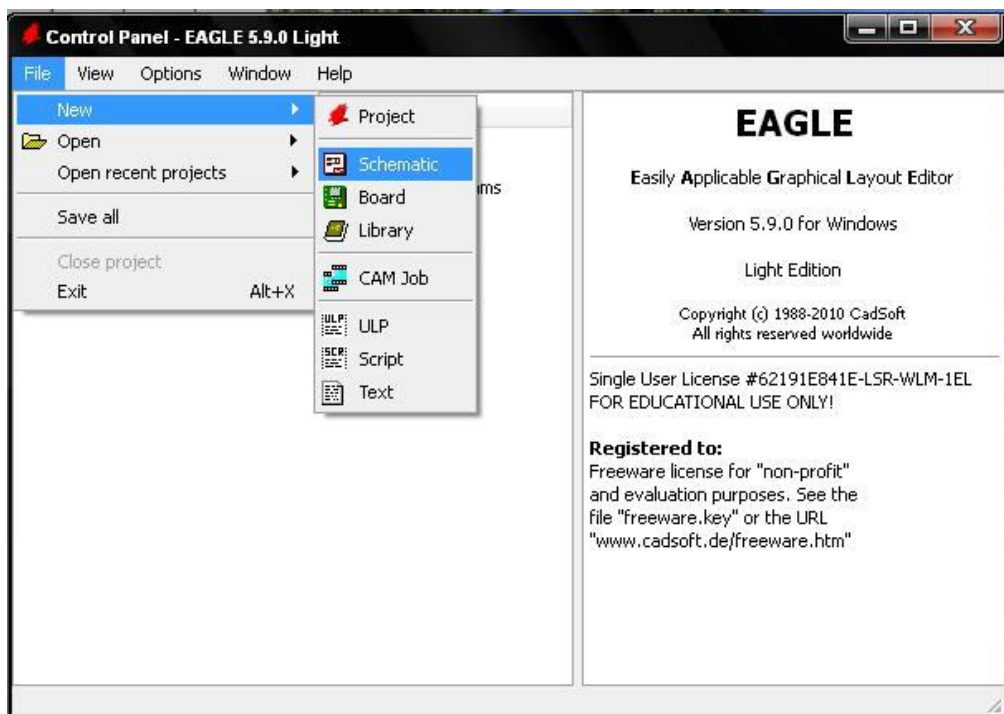 Control Panel - EAGLE 5.9.0 Light
File View Options Window Help
New
Open
Open recent projects
Save all
Close project
Exit Alt+X
Project
Schematic
Board
Library
CAM Job
ULP
ULP
SCR
Script
Text
EAGLE
Easily Applicable Graphical Layout Editor
Version 5.9.0 for Windows
Light Edition
Copyright (c) 1988-2010 CadSoft
All rights reserved worldwide
Single User License #62191E841E-LSR-WLM-1EL
FOR EDUCATIONAL USE ONLY!
Registered to:
Freeware license for "non-profit"
and evaluation purposes. See the
file "freeware.key" or the URL
"www.cadsoft.de/freeware.htm"